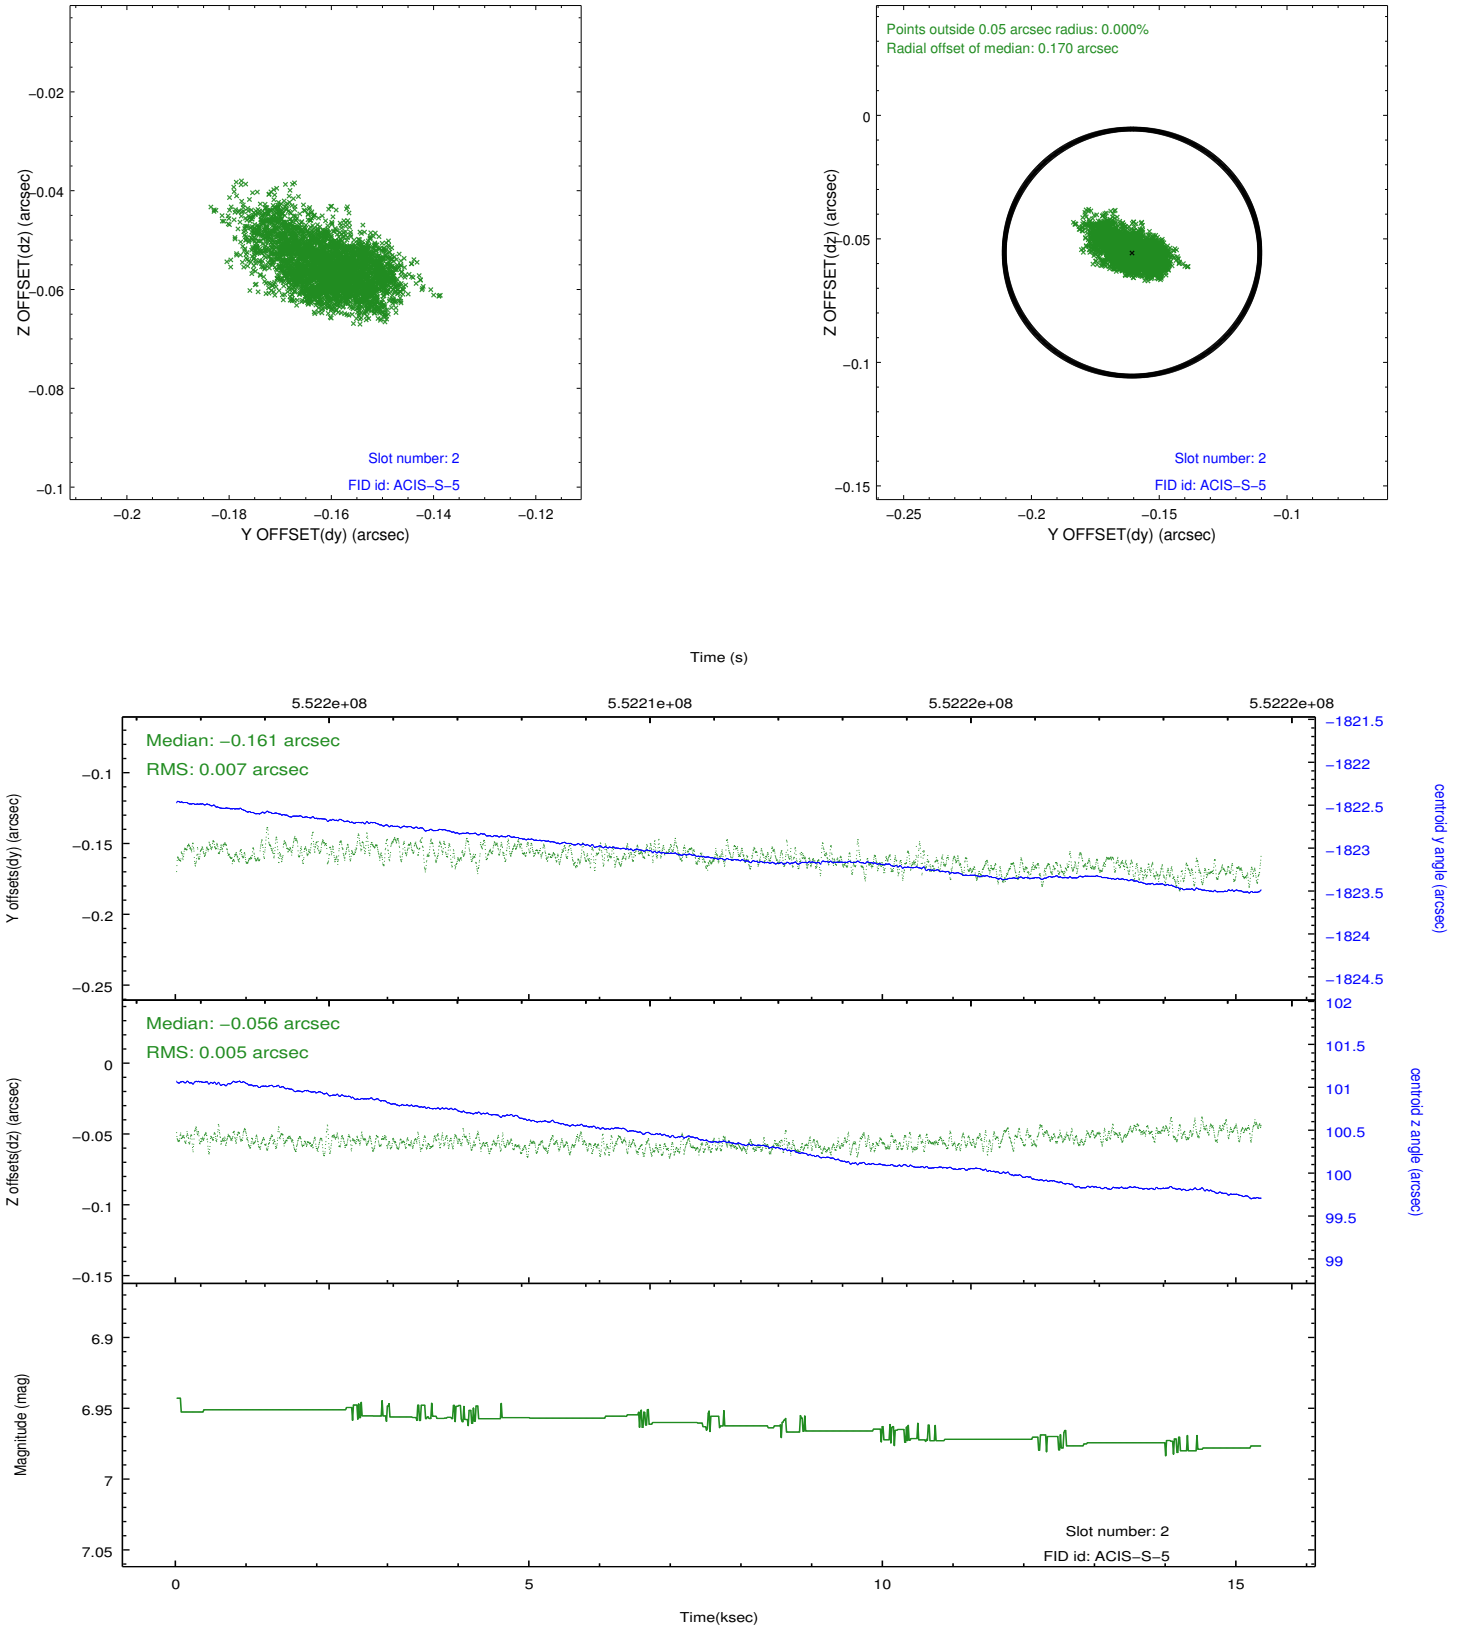 −0.02
−0.04
−0.06
−0.08
−0.1
Z OFFSET(dz) (arcsec)
Slot number: 2
FID id: ACIS−S−5
−0.2
−0.18
−0.16
−0.14
−0.12
Y OFFSET(dy) (arcsec)
Points outside 0.05 arcsec radius: 0.000%
Radial offset of median: 0.170 arcsec
0
−0.05
−0.1
−0.15
Z OFFSET(dz) (arcsec)
Slot number: 2
FID id: ACIS−S−5
−0.25
−0.2
−0.15
−0.1
Y OFFSET(dy) (arcsec)
Time (s)
5.522e+08
5.5221e+08
5.5222e+08
5.5222e+08
Median: −0.161 arcsec
RMS: 0.007 arcsec
−0.1
−0.15
−0.2
−0.25
Y offsets(dy) (arcsec)
−1821.5
−1822
−1822.5
−1823
−1823.5
−1824
−1824.5
centroid y angle (arcsec)
Median: −0.056 arcsec
RMS: 0.005 arcsec
0
−0.05
−0.1
−0.15
Z offsets(dz) (arcsec)
102
101.5
101
100.5
100
99.5
99
centroid z angle (arcsec)
6.9
6.95
7
7.05
Magnitude (mag)
Slot number: 2
FID id: ACIS−S−5
0
5
10
15
Time(ksec)